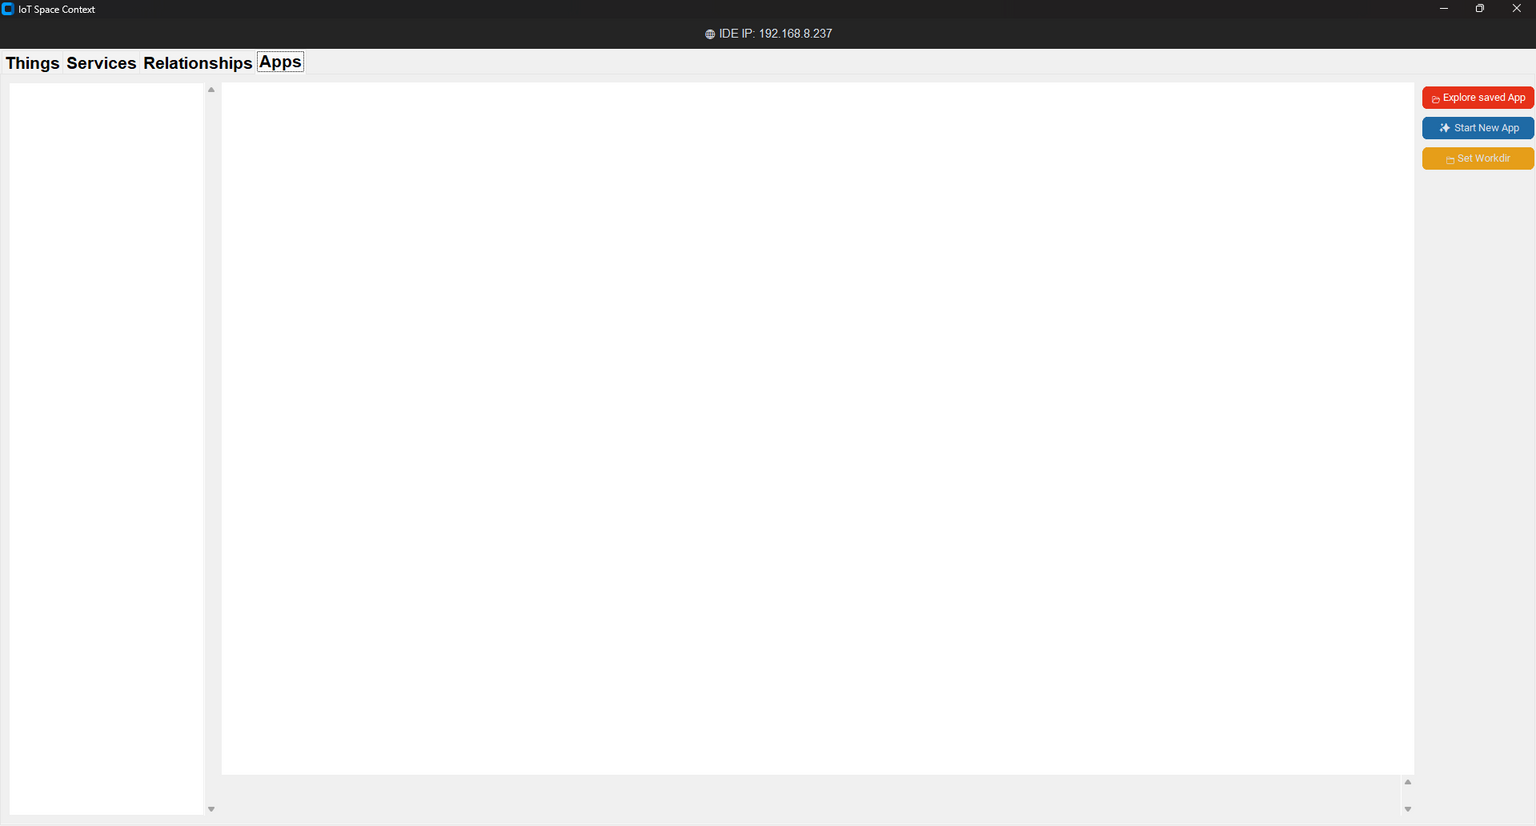 IoT Space Context
IDE IP: 192.168.8.237
Things Services Relationships Apps
Explore saved App
Start New App
Set Workdir